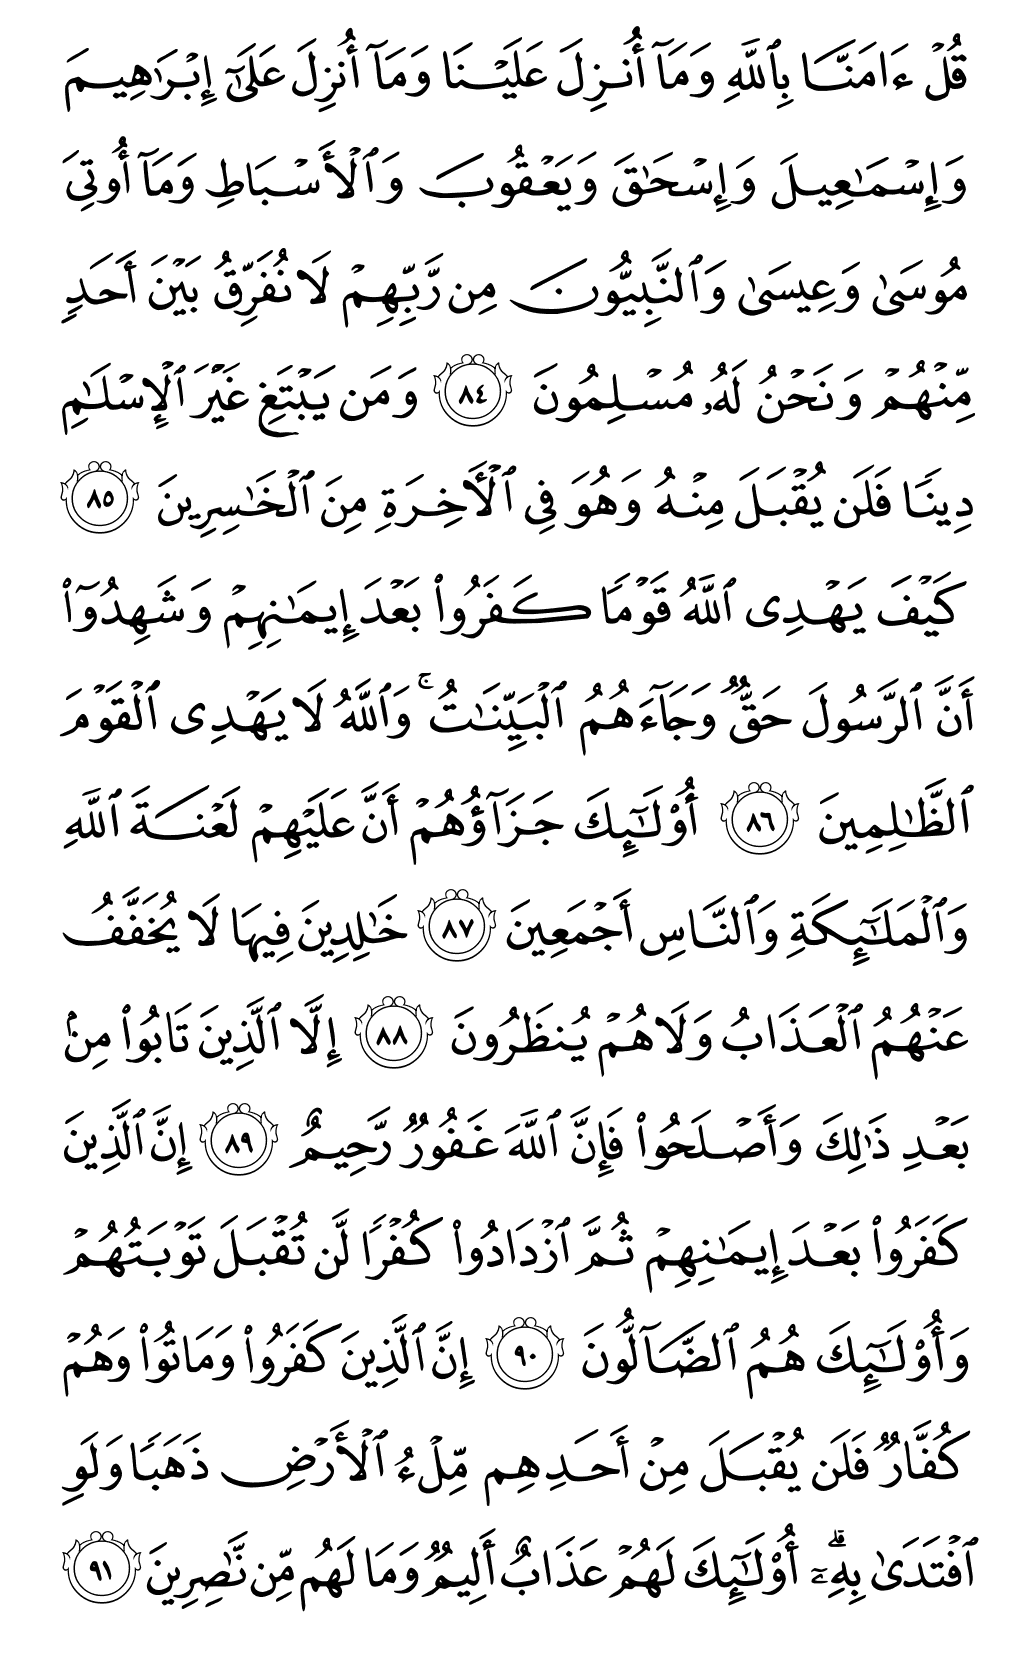 قُلۡ ءَامَنَّا بِٱللَّهِ وَمَآ أُنزِلَ عَلَيۡنَا وَمَآ أُنزِلَ عَلَىٰٓ إِبۡرَٰهِيمَ
وَإِسۡمَٰعِيلَ وَإِسۡحَٰقَ وَيَعۡقُوبَ وَٱلۡأَسۡبَاطِ وَمَآ أُوتِيَ
مُوسَىٰ وَعِيسَىٰ وَٱلنَّبِيُّونَ مِن رَّبِّهِمۡ لَا نُفَرِّقُ بَيۡنَ أَحَدٖ
مِّنۡهُمۡ وَنَحۡنُ لَهُۥ مُسۡلِمُونَ ٨٤ وَمَن يَبۡتَغِ غَيۡرَ ٱلۡإِسۡلَٰمِ
دِينٗا فَلَن يُقۡبَلَ مِنۡهُ وَهُوَ فِي ٱلۡأٓخِرَةِ مِنَ ٱلۡخَٰسِرِينَ ٨٥
كَيۡفَ يَهۡدِي ٱللَّهُ قَوۡمٗا كَفَرُواْ بَعۡدَ إِيمَٰنِهِمۡ وَشَهِدُوٓاْ
أَنَّ ٱلرَّسُولَ حَقّٞ وَجَآءَهُمُ ٱلۡبَيِّنَٰتُۚ وَٱللَّهُ لَا يَهۡدِي ٱلۡقَوۡمَ
ٱلظَّٰلِمِينَ ٨٦ أُوْلَٰٓئِكَ جَزَآؤُهُمۡ أَنَّ عَلَيۡهِمۡ لَعۡنَةَ ٱللَّهِ
وَٱلۡمَلَٰٓئِكَةِ وَٱلنَّاسِ أَجۡمَعِينَ ٨٧ خَٰلِدِينَ فِيهَا لَا يُخَفَّفُ
عَنۡهُمُ ٱلۡعَذَابُ وَلَا هُمۡ يُنظَرُونَ ٨٨ إِلَّا ٱلَّذِينَ تَابُواْ مِنۢ
بَعۡدِ ذَٰلِكَ وَأَصۡلَحُواْ فَإِنَّ ٱللَّهَ غَفُورٞ رَّحِيمٌ ٨٩ إِنَّ ٱلَّذِينَ
كَفَرُواْ بَعۡدَ إِيمَٰنِهِمۡ ثُمَّ ٱزۡدَادُواْ كُفۡرٗا لَّن تُقۡبَلَ تَوۡبَتُهُمۡ
وَأُوْلَٰٓئِكَ هُمُ ٱلضَّآلُّونَ ٩٠ إِنَّ ٱلَّذِينَ كَفَرُواْ وَمَاتُواْ وَهُمۡ
كُفَّارٞ فَلَن يُقۡبَلَ مِنۡ أَحَدِهِم مِّلۡءُ ٱلۡأَرۡضِ ذَهَبٗا وَلَوِ
ٱفۡتَدَىٰ بِهِۦٓۗ أُوْلَٰٓئِكَ لَهُمۡ عَذَابٌ أَلِيمٞ وَمَا لَهُم مِّن نَّٰصِرِينَ ٩١